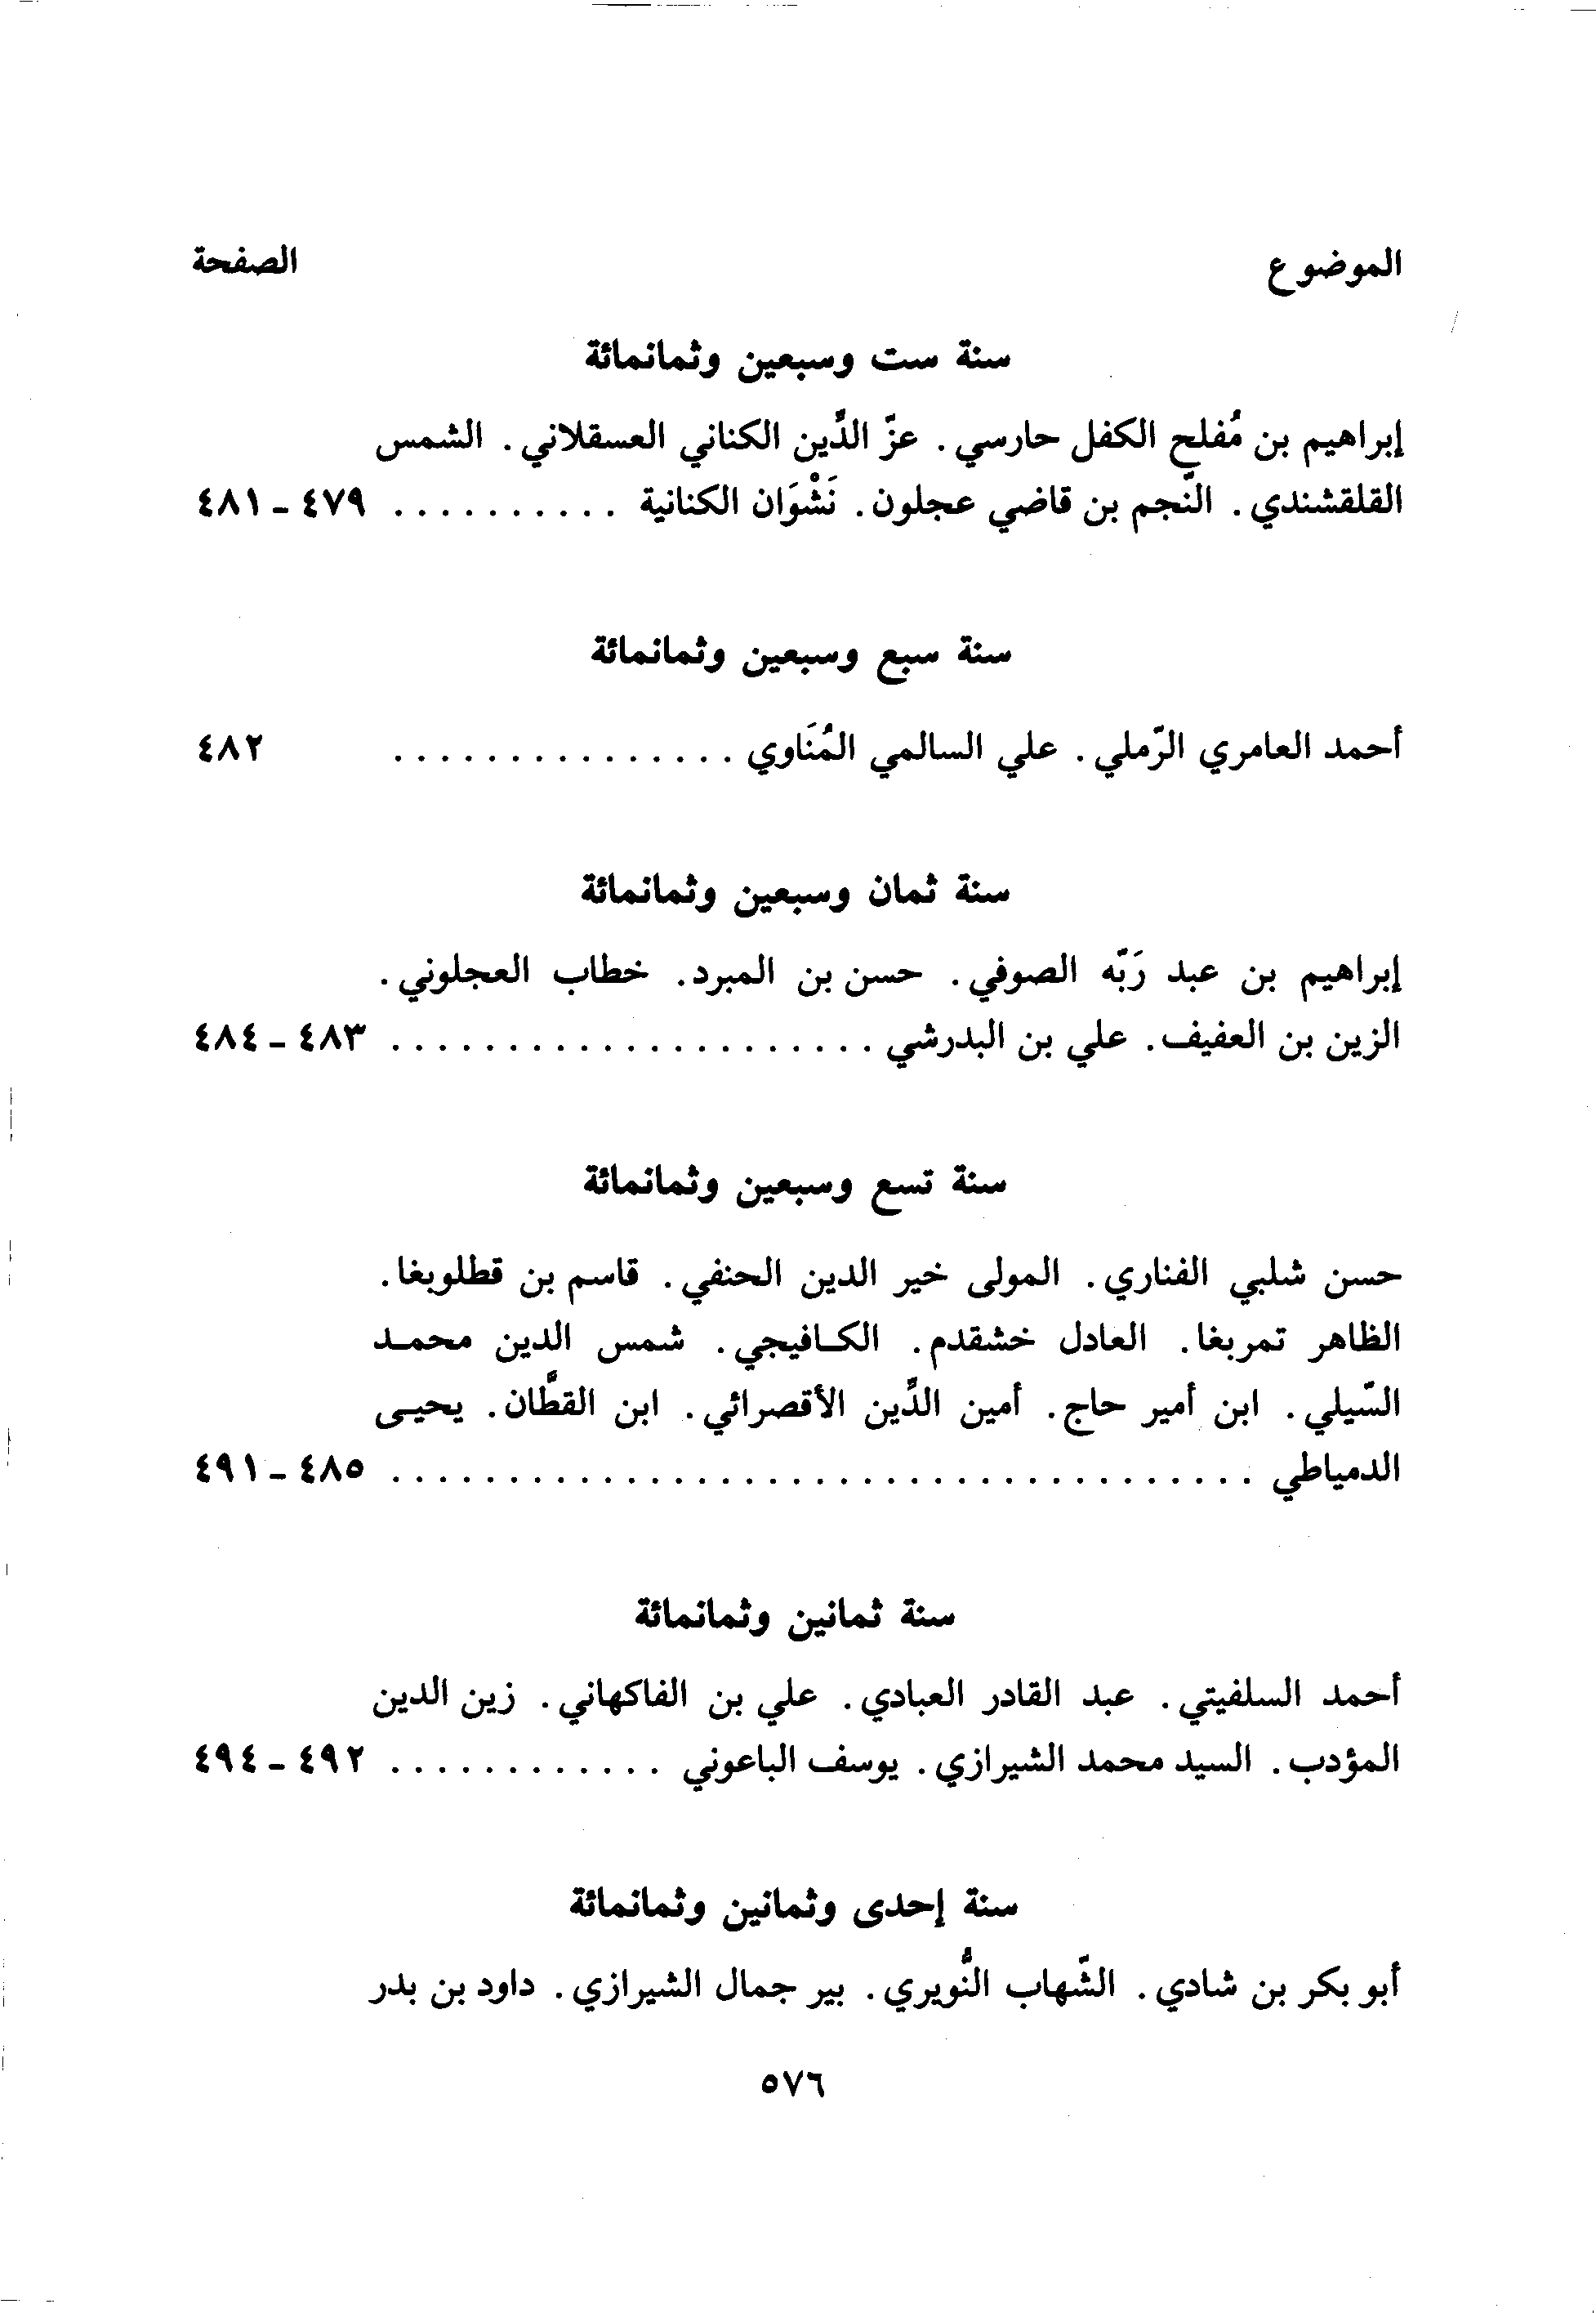 الموضوع الصفحة
سنة ست وسبعين وثمانمائة
إبراهيم بن مُفلح الكفل حارسي. عزّ الدِّين الكناني العسقلاني. الشمس
القلقشندي. النّجم بن قاضي عجلون. نَشْوَان الكنانية .......... ٤٧٩ - ٤٨١
سنة سبع وسبعين وثمانمائة
أحمد العامري الرّملي. علي السالمي المُنَاوي ............... ٤٨٢
سنة ثمان وسبعين وثمانمائة
إبراهيم بن عبد رَبّه الصوفي. حسن بن المبرد. خطاب العجلوني.
الزين بن العفيف. علي بن البدرشي ..................... ٤٨٣ - ٤٨٤
سنة تسع وسبعين وثمانمائة
حسن شلبي الفناري. المولى خير الدين الحنفي. قاسم بن قطلوبغا.
الظاهر تمربغا. العادل خشقدم. الكافيجي. شمس الدين محمد
السّيلي. ابن أمير حاج. أمين الدِّين الأقصرائي. ابن القطَّان. يحيى
الدمياطي ..................................... ٤٨٥ - ٤٩١
سنة ثمانين وثمانمائة
أحمد السلفيتي. عبد القادر العبادي. علي بن الفاكهاني. زين الدين
المؤدب. السيد محمد الشيرازي. يوسف الباعوني ............ ٤٩٢ - ٤٩٤
سنة إحدى وثمانين وثمانمائة
أبو بكر بن شادي. الشّهاب النُّويري. بير جمال الشيرازي. داود بن بدر
٥٧٦